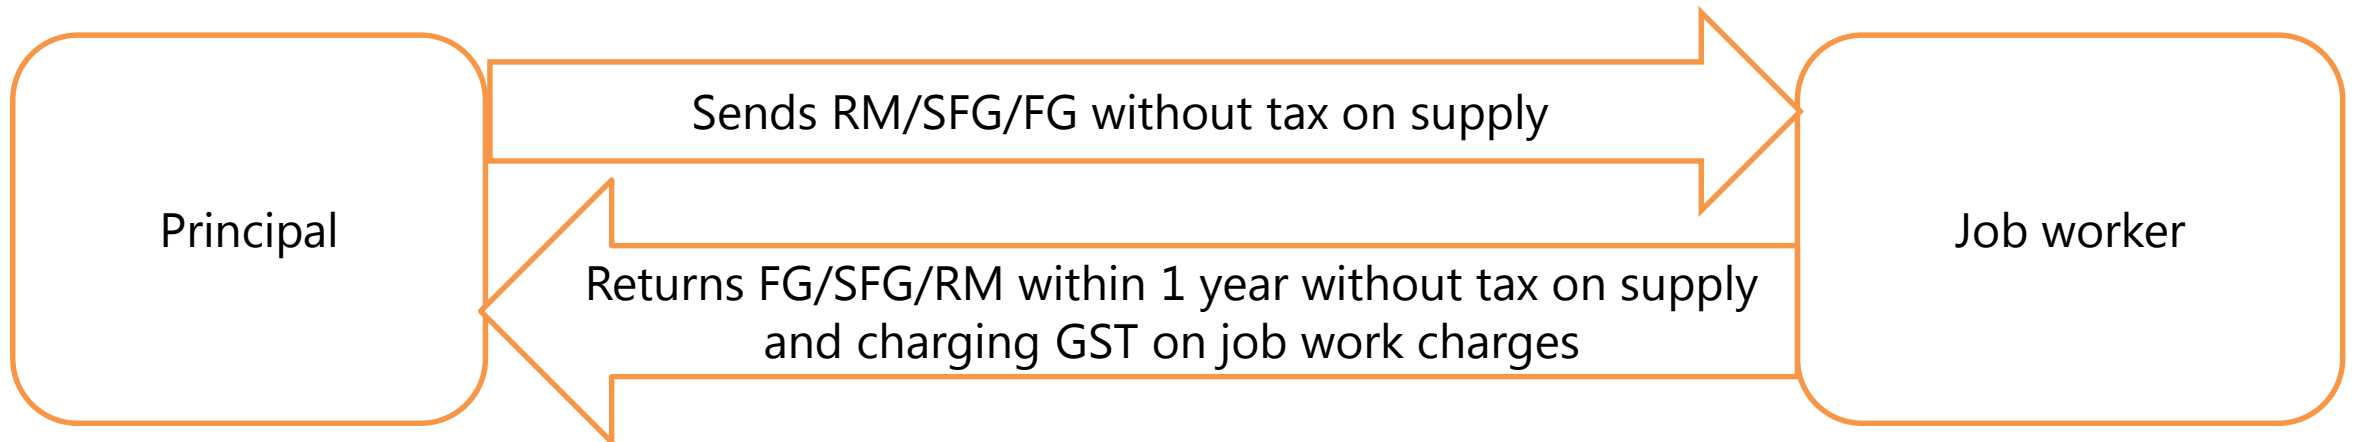 Principal
Sends RM/SFG/FG without tax on supply
Returns FG/SFG/RM within 1 year without tax on supply
and charging GST on job work charges
Job worker